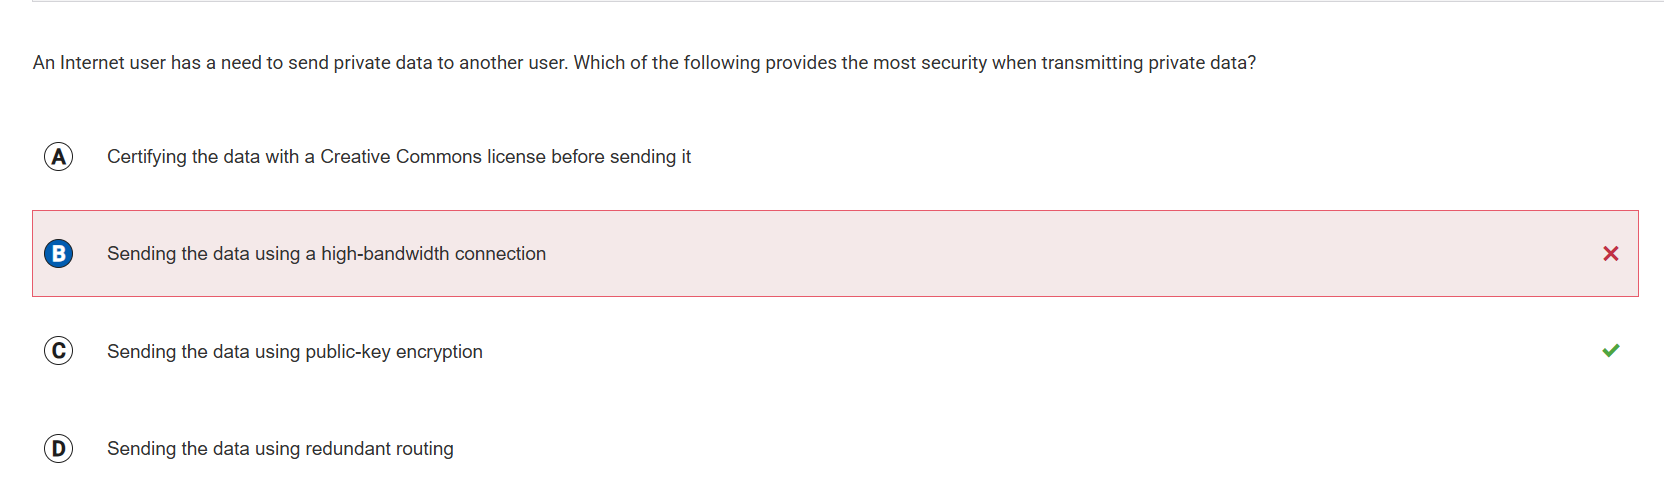 An Internet user has a need to send private data to another user. Which of the following provides the most security when transmitting private data?
A Certifying the data with a Creative Commons license before sending it
B Sending the data using a high-bandwidth connection
C Sending the data using public-key encryption
D Sending the data using redundant routing